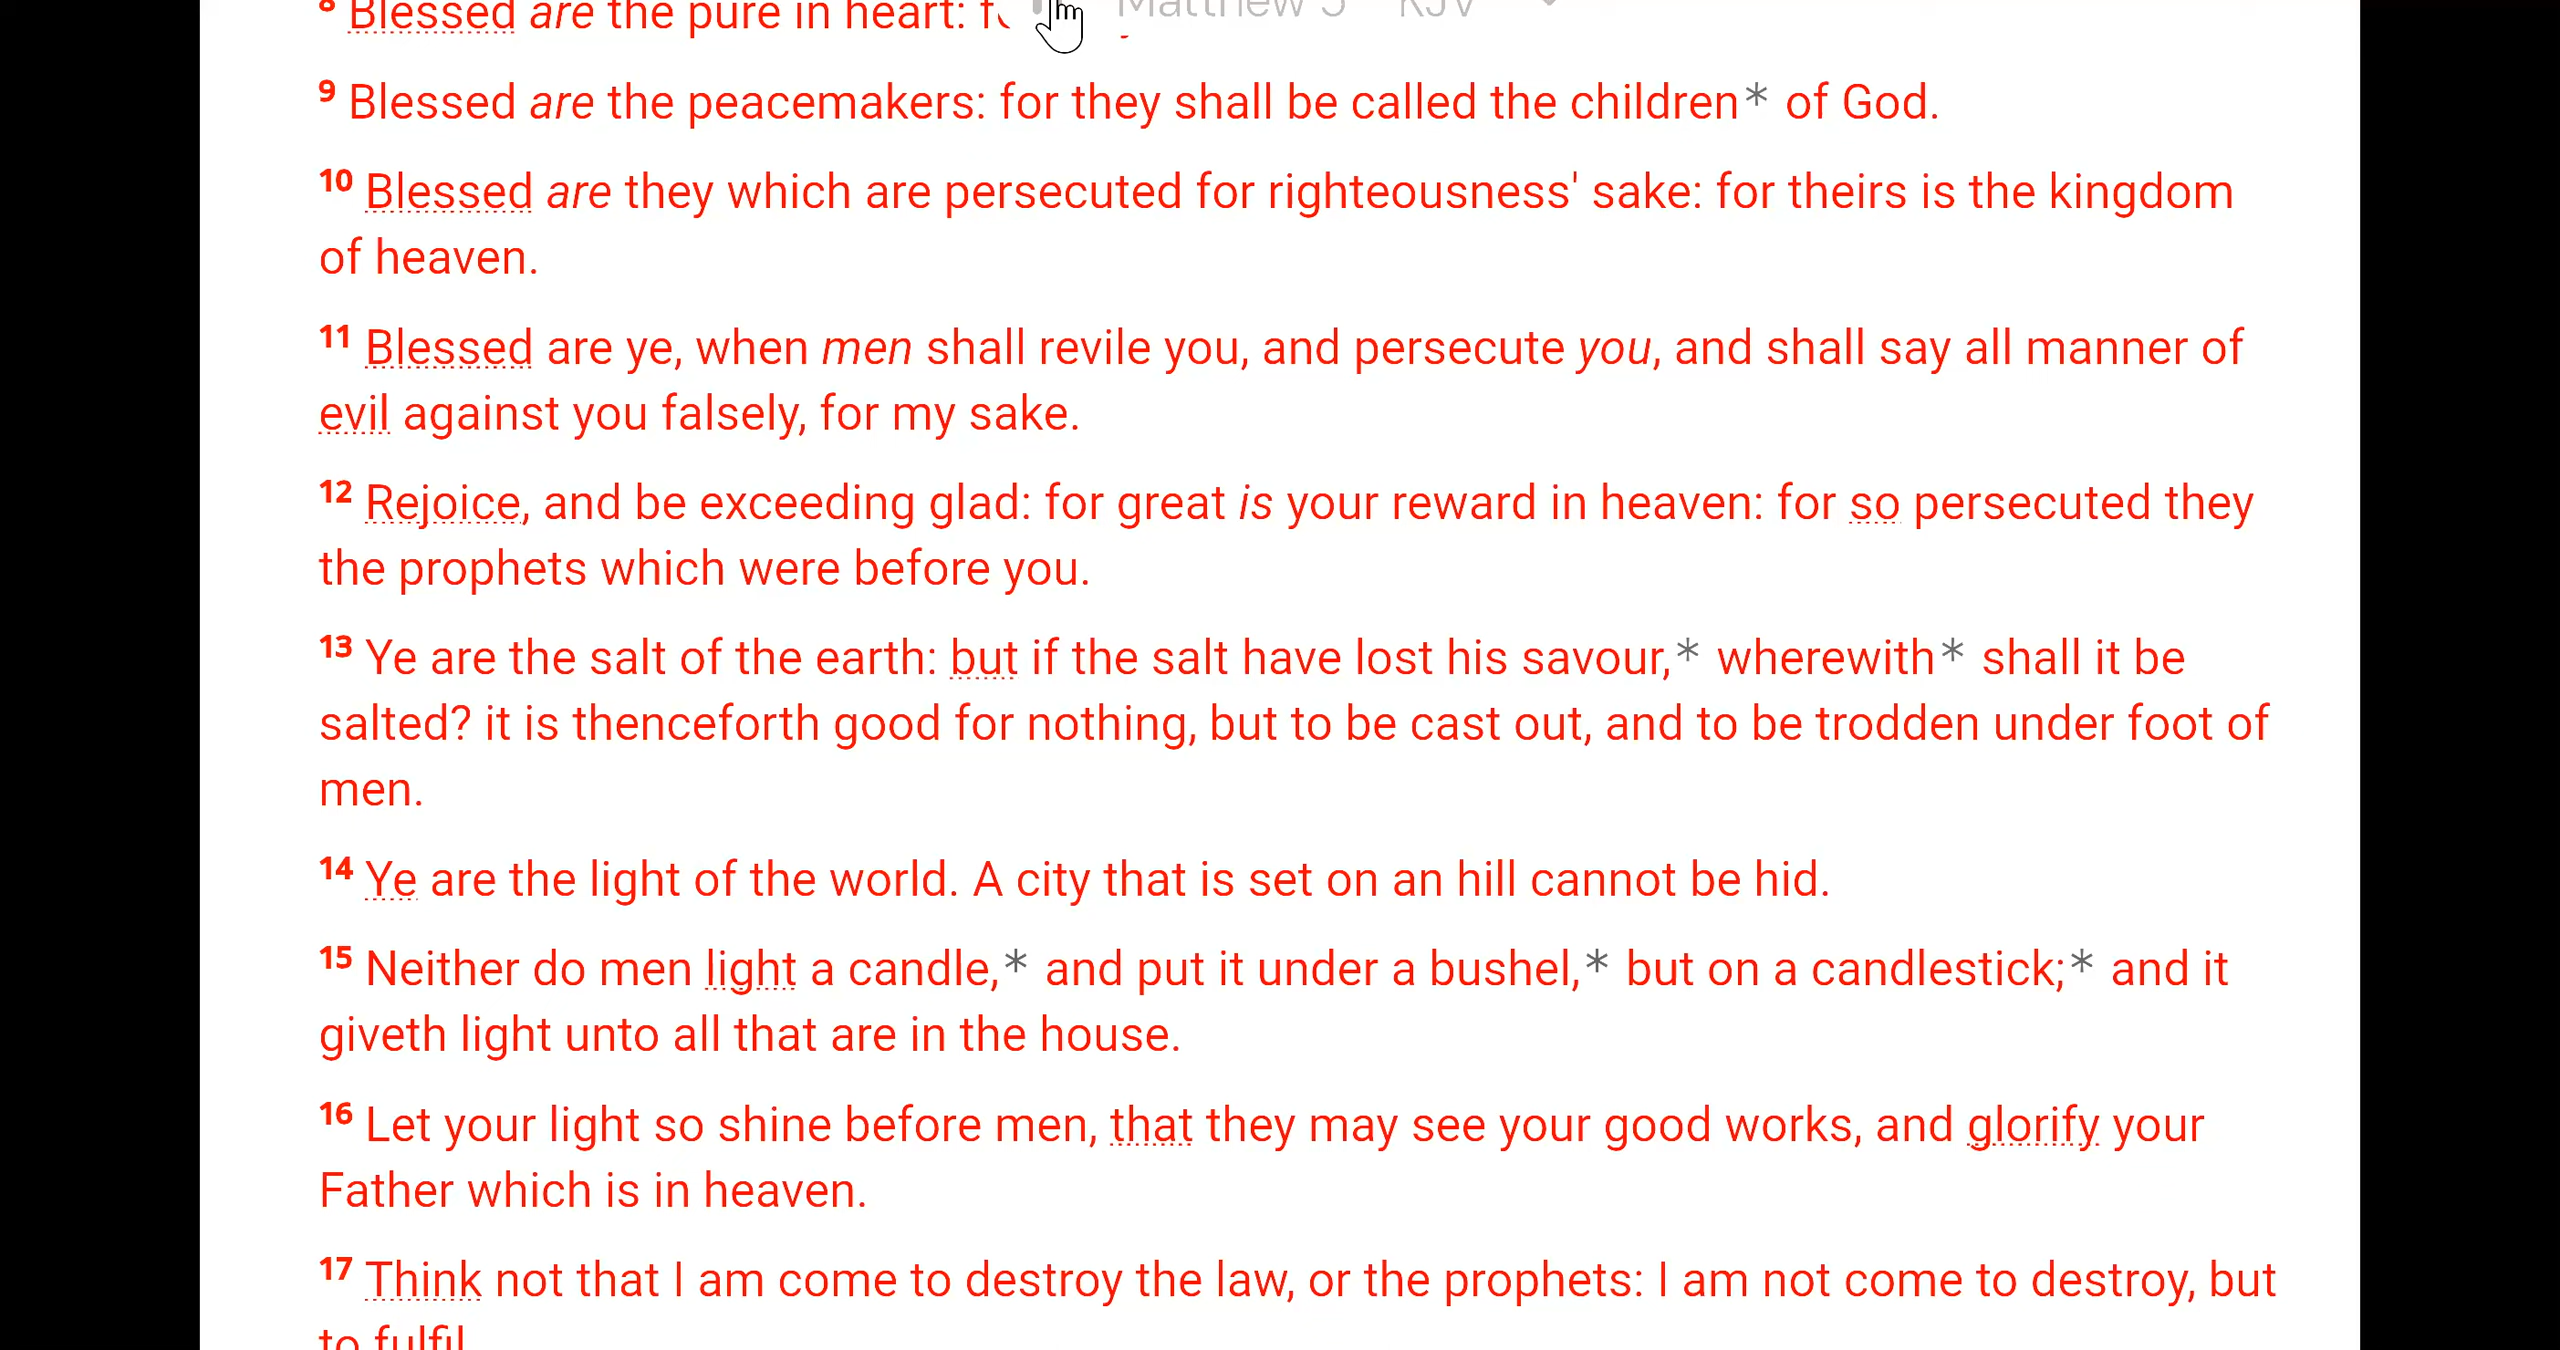 8 Blessed are the pure in heart: Matthew 5 KJV
9 Blessed are the peacemakers: for they shall be called the children* of God.
10 Blessed are they which are persecuted for righteousness' sake: for theirs is the kingdom
of heaven.
11 Blessed are ye, when men shall revile you, and persecute you, and shall say all manner of
evil against you falsely, for my sake.
12 Rejoice, and be exceeding glad: for great is your reward in heaven: for so persecuted they
the prophets which were before you.
13 Ye are the salt of the earth: but if the salt have lost his savour,* wherewith* shall it be
salted? it is thenceforth good for nothing, but to be cast out, and to be trodden under foot of
men.
14 Ye are the light of the world. A city that is set on an hill cannot be hid.
15 Neither do men light a candle,* and put it under a bushel,* but on a candlestick;* and it
giveth light unto all that are in the house.
16 Let your light so shine before men, that they may see your good works, and glorify your
Father which is in heaven.
17 Think not that I am come to destroy the law, or the prophets: I am not come to destroy, but
to fulfil